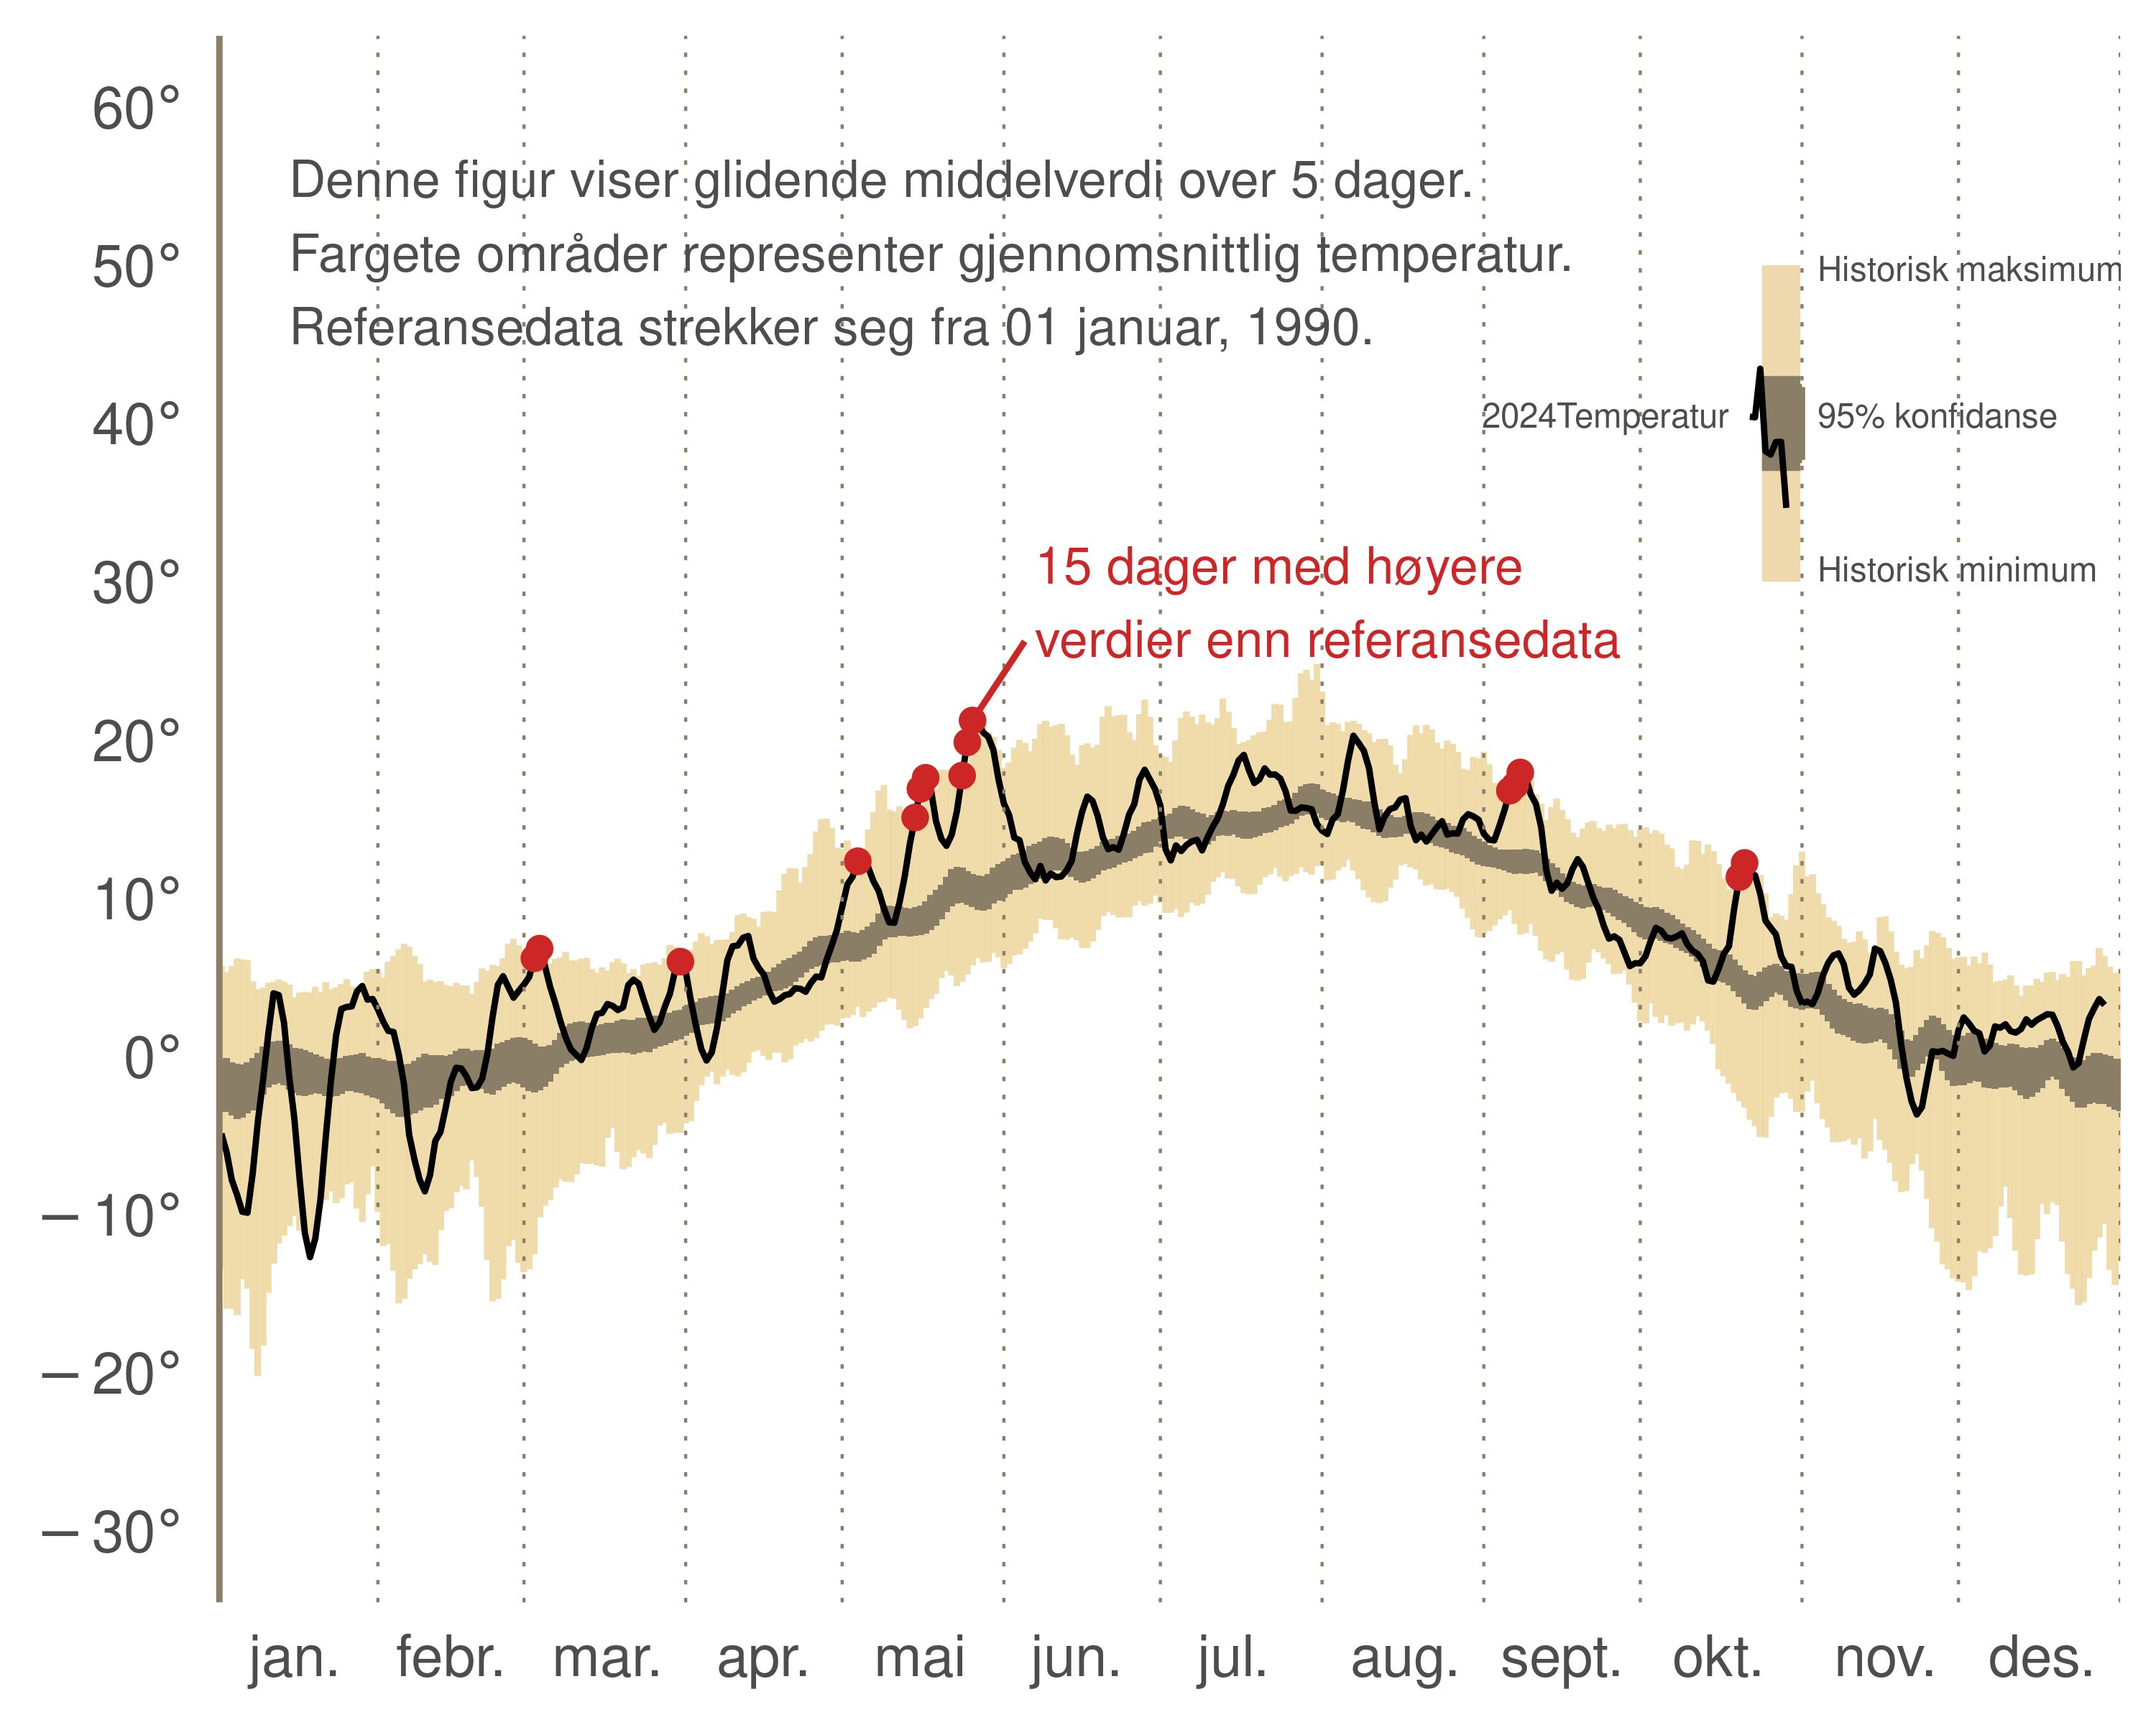 60°
50°
40°
30°
20°
10°
0°
−10°
−20°
−30°
Denne figur viser glidende middelverdi over 5 dager.
Fargete områder representer gjennomsnittlig temperatur.
Referansedata strekker seg fra 01 januar, 1990.
Historisk maksimum
2024Temperatur
95% konfidanse
Historisk minimum
15 dager med høyere
verdier enn referansedata
jan. febr. mar. apr. mai jun. jul. aug. sept. okt. nov. des.